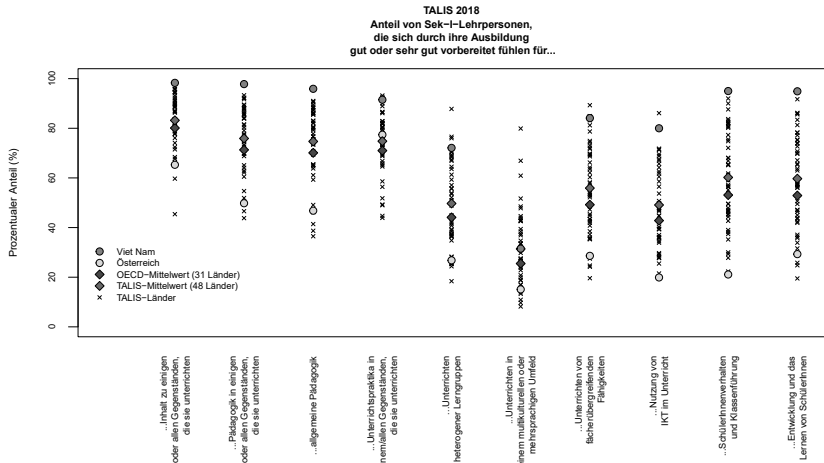 TALIS 2018
Anteil von Sek−I−Lehrpersonen,
die sich durch ihre Ausbildung
gut oder sehr gut vorbereitet fühlen für...
Prozentualer Anteil (%)
100
80
60
40
20
0
Viet Nam
Österreich
OECD−Mittelwert (31 Länder)
TALIS−Mittelwert (48 Länder)
TALIS−Länder
...Inhalt zu einigen
oder allen Gegenständen,
die sie unterrichten
...Pädagogik in einigen
oder allen Gegenständen,
die sie unterrichten
...allgemeine Pädagogik
...Unterrichtspraktika in
nem/allen Gegenständen,
die sie unterrichten
...Unterrichten
heterogener Lerngruppen
...Unterrichten in
einem multikulturellen oder
mehrsprachigen Umfeld
...Unterrichten von
fächerübergreifenden
Fähigkeiten
...Nutzung von
IKT im Unterricht
...SchülerInnenverhalten
und Klassenführung
...Entwicklung und das
Lernen von SchülerInnen